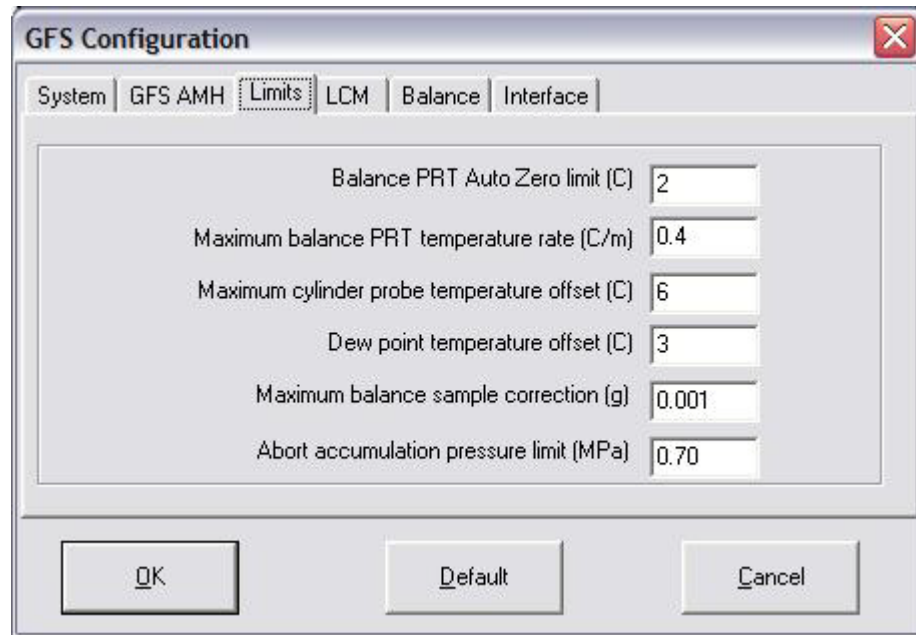 GFS Configuration
System GFS AMH Limits LCM Balance Interface
Balance PRT Auto Zero limit (C) 2
Maximum balance PRT temperature rate (C/m) 0.4
Maximum cylinder probe temperature offset (C) 6
Dew point temperature offset (C) 3
Maximum balance sample correction (g) 0.001
Abort accumulation pressure limit (MPa) 0.70
OK Default Cancel